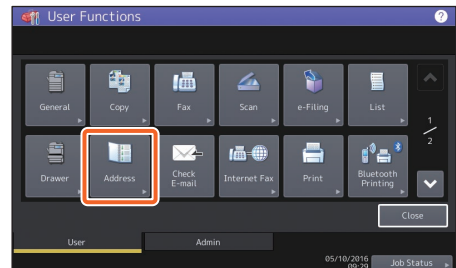 User Functions
?
General
Copy
Fax
Scan
e-Filing
List
1
2
Drawer
Address
Check
E-mail
Internet Fax
Print
Bluetooth
Printing
Close
User
Admin
05/10/2016
09:29
Job Status